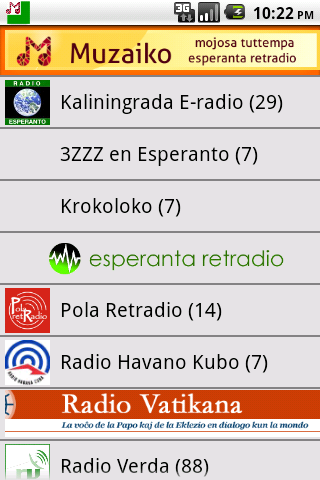 3G
10:22 PM
Muzaiko
mojosa tuttempa
esperanta retradio
RADIO
ESPERANTO
Kaliningrada E-radio (29)
3ZZZ en Esperanto (7)
Krokoloko (7)
esperanta retradio
Pola
retRadio
Pola Retradio (14)
RADIO HABANA CUBA
Radio Havano Kubo (7)
Radio Vatikana
La voĉo de la Papo kaj de la Eklezio en dialogo kun la mondo
Radio Verda (88)